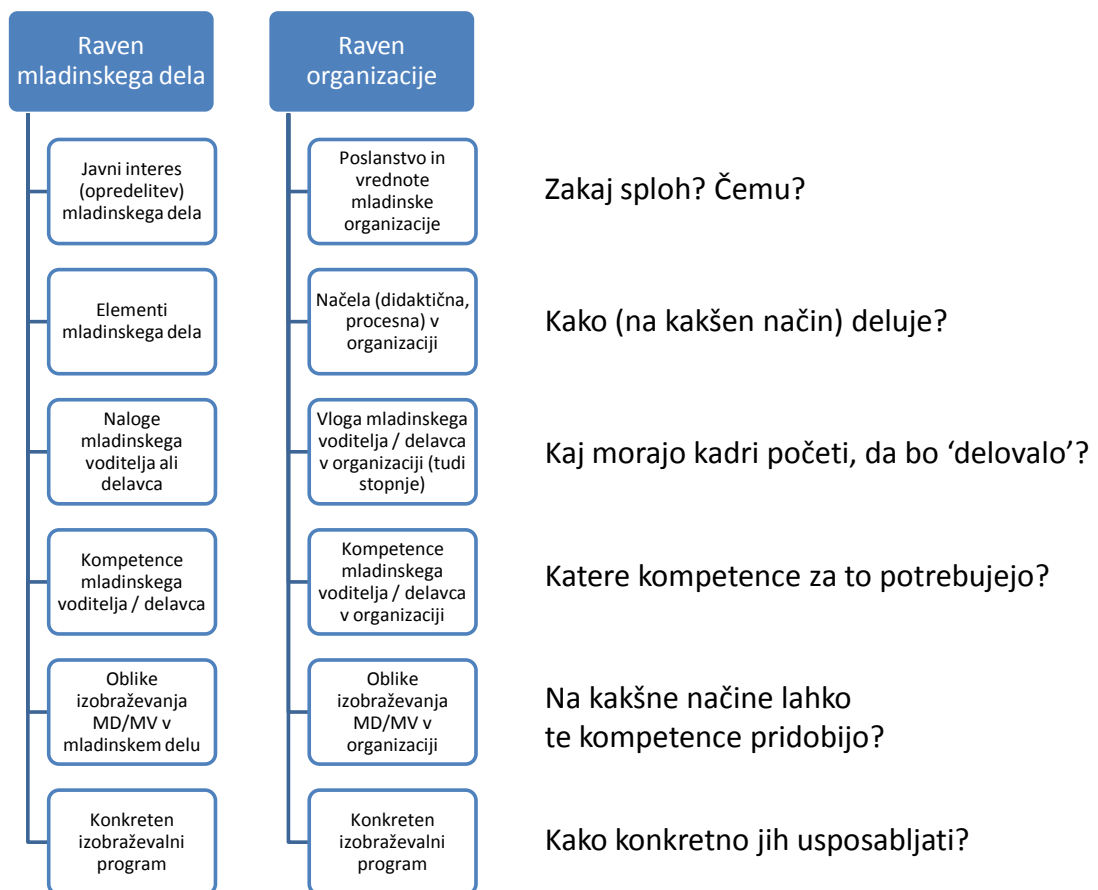 Raven
mladinskega dela
Raven
organizacije
Javni interes
(opredelitev)
mladinskega dela
Poslanstvo in
vrednote
mladinske
organizacije
Zakaj sploh? Čemu?
Elementi
mladinskega dela
Načela (didaktična,
procesna) v
organizaciji
Kako (na kakšen način) deluje?
Naloge
mladinskega
voditelja ali
delavca
Vloga mladinskega
voditelja / delavca
v organizaciji (tudi
stopnje)
Kaj morajo kadri početi, da bo ‘delovalo’?
Kompetence
mladinskega
voditelja / delavca
Kompetence
mladinskega
voditelja / delavca
v organizaciji
Katere kompetence za to potrebujejo?
Oblike
izobraževanja
MD/MV v
mladinskem delu
Oblike
izobraževanja
MD/MV v
organizaciji
Na kakšne načine lahko
te kompetence pridobijo?
Konkreten
izobraževalni
program
Konkreten
izobraževalni
program
Kako konkretno jih usposabljati?